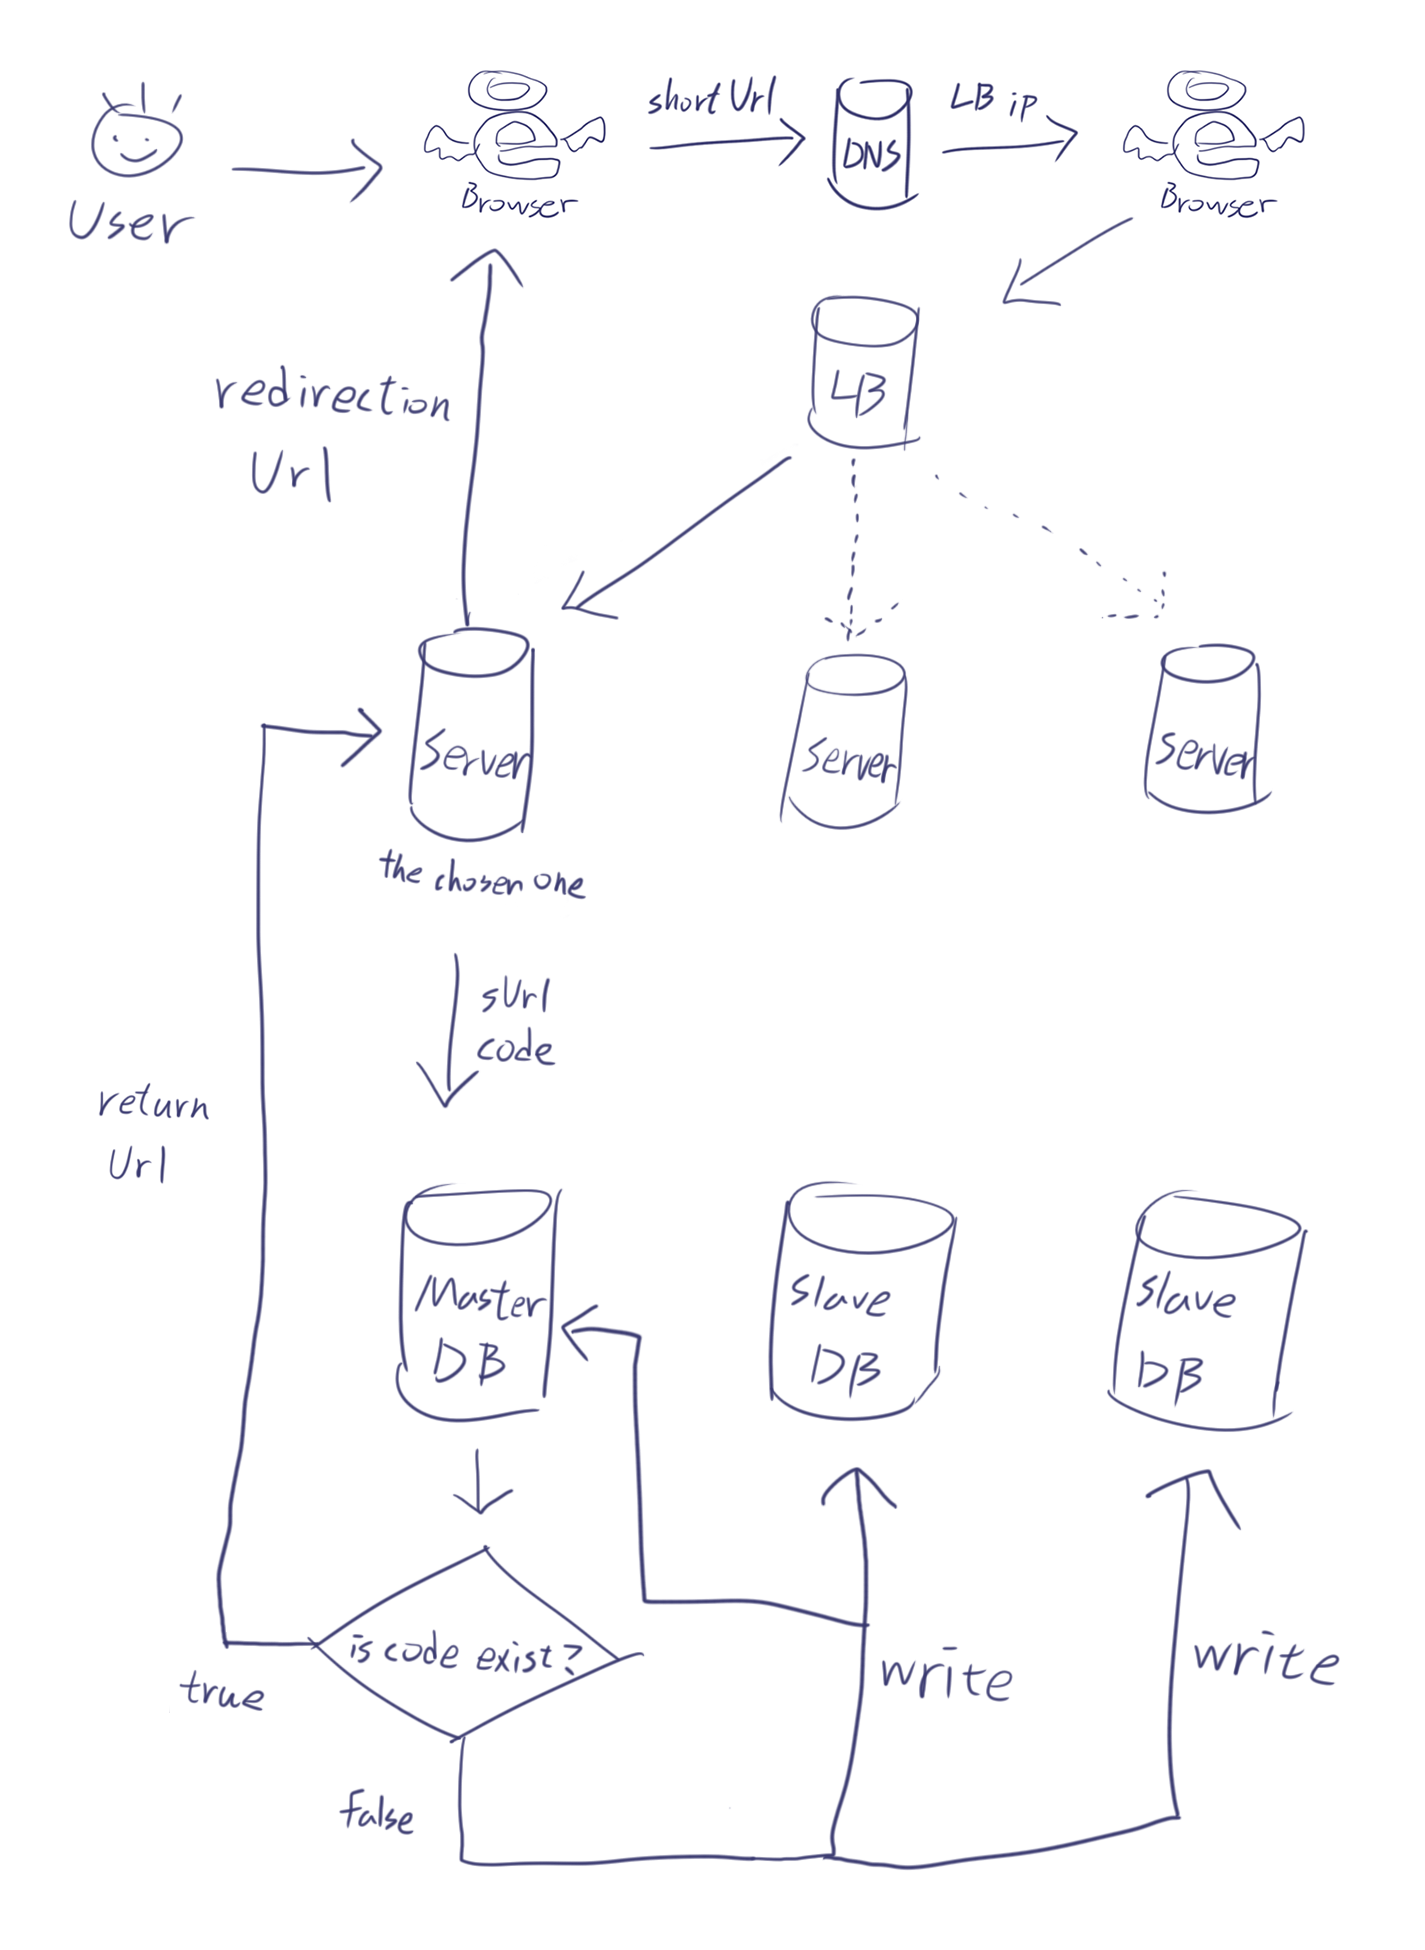 short Url
LB ip
DNS
User
Browser
Browser
LB
redirection
Url
Server
Server
Server
the chosen one
sUrl
code
return
Url
Master
DB
Slave
DB
Slave
DB
is code exist?
true
write
write
false